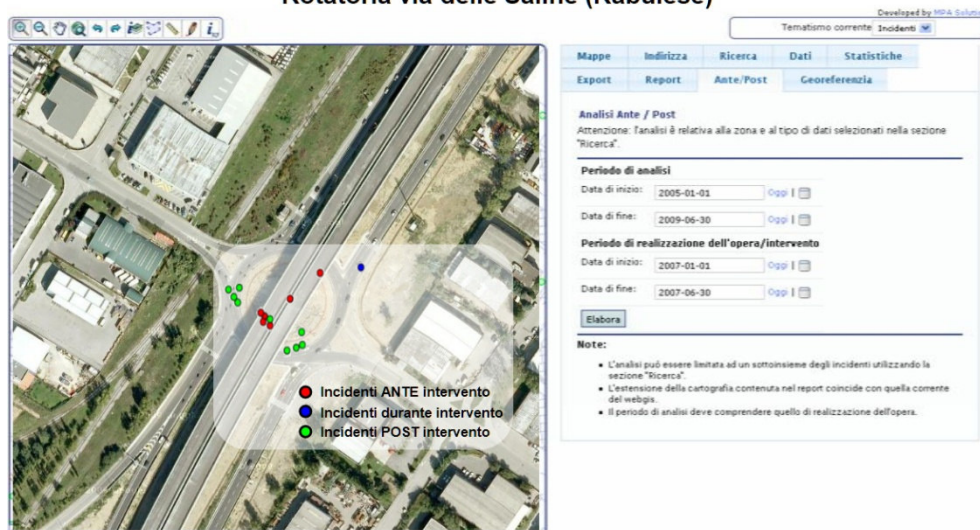 Rotatoria via delle Saline (Rabulese)
Developed by MPA Solutio
Tematismo corrente Incidenti
Mappe Indirizza Ricerca Dati Statistiche
Export Report Ante/Post Georeferenzia
Analisi Ante / Post
Attenzione: l'analisi è relativa alla zona e al tipo di dati selezionati nella sezione
"Ricerca".
Periodo di analisi
Data di inizio: 2005-01-01 Oggi |
Data di fine: 2009-06-30 Oggi |
Periodo di realizzazione dell'opera/intervento
Data di inizio: 2007-01-01 Oggi |
Data di fine: 2007-06-30 Oggi |
Elabora
Note:
L'analisi può essere limitata ad un sottoinsieme degli incidenti utilizzando la
sezione "Ricerca".
L'estensione della cartografia contenuta nel report coincide con quella corrente
del webgis.
Il periodo di analisi deve comprendere quello di realizzazione dell'opera.
Incidenti ANTE intervento
Incidenti durante intervento
Incidenti POST intervento